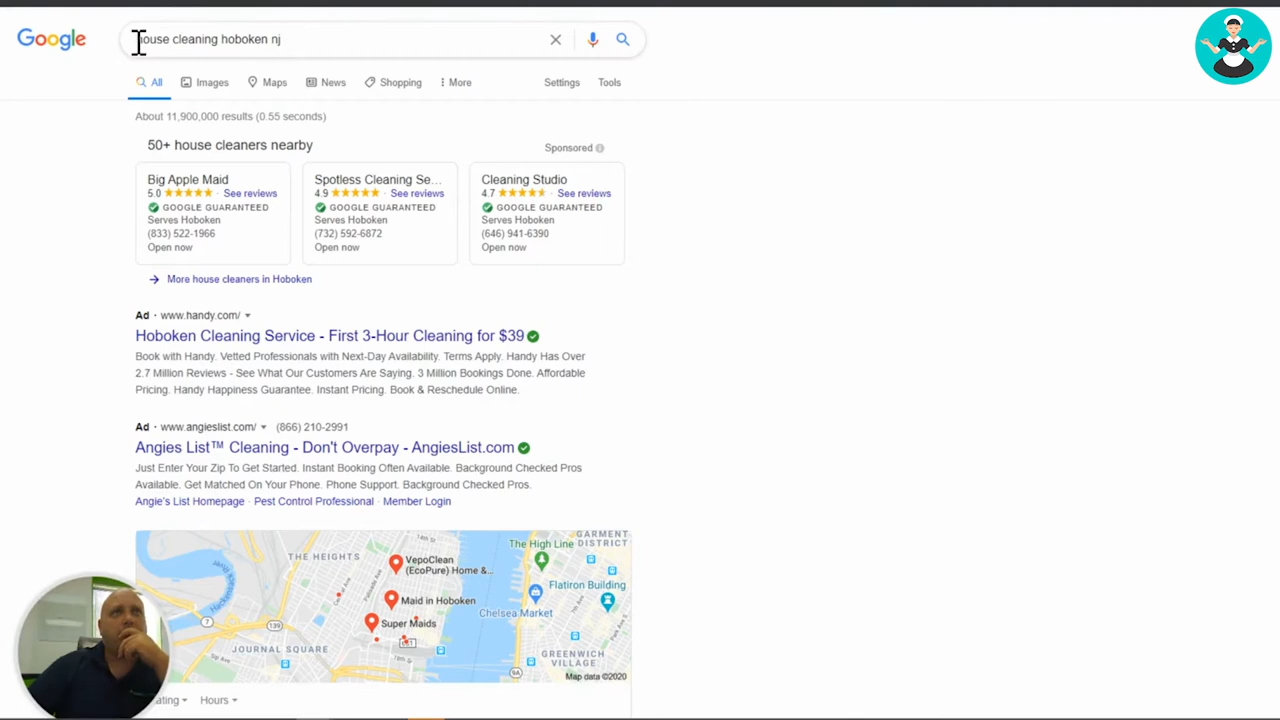 Google
house cleaning hoboken nj
All Images Maps News Shopping More Settings Tools
About 11,900,000 results (0.55 seconds)
50+ house cleaners nearby
Sponsored
Big Apple Maid
5.0 · See reviews
GOOGLE GUARANTEED
Serves Hoboken
(833) 522-1966
Open now
Spotless Cleaning Se...
4.9 · See reviews
GOOGLE GUARANTEED
Serves Hoboken
(732) 592-6872
Open now
Cleaning Studio
4.7 · See reviews
GOOGLE GUARANTEED
Serves Hoboken
(646) 941-6390
Open now
More house cleaners in Hoboken
Ad · www.handy.com/
Hoboken Cleaning Service - First 3-Hour Cleaning for $39
Book with Handy. Vetted Professionals with Next-Day Availability. Terms Apply. Handy Has Over
2.7 Million Reviews - See What Our Customers Are Saying. 3 Million Bookings Done. Affordable
Pricing. Handy Happiness Guarantee. Instant Pricing. Book & Reschedule Online.
Ad · www.angieslist.com/ (866) 210-2991
Angies List™ Cleaning - Don't Overpay - AngiesList.com
Just Enter Your Zip To Get Started. Instant Booking Often Available. Background Checked Pros
Available. Get Matched On Your Phone. Phone Support. Background Checked Pros.
Angie's List Homepage · Pest Control Professional · Member Login
GARMENT
DISTRICT
The High Line
THE HEIGHTS
14th St
VepoClean
(EcoPure) Home &...
Flatiron Building
Maid in Hoboken
Chelsea Market
Super Maids
7
139
JOURNAL SQUARE
GREENWICH
VILLAGE
9A
Map data ©2020
Hours